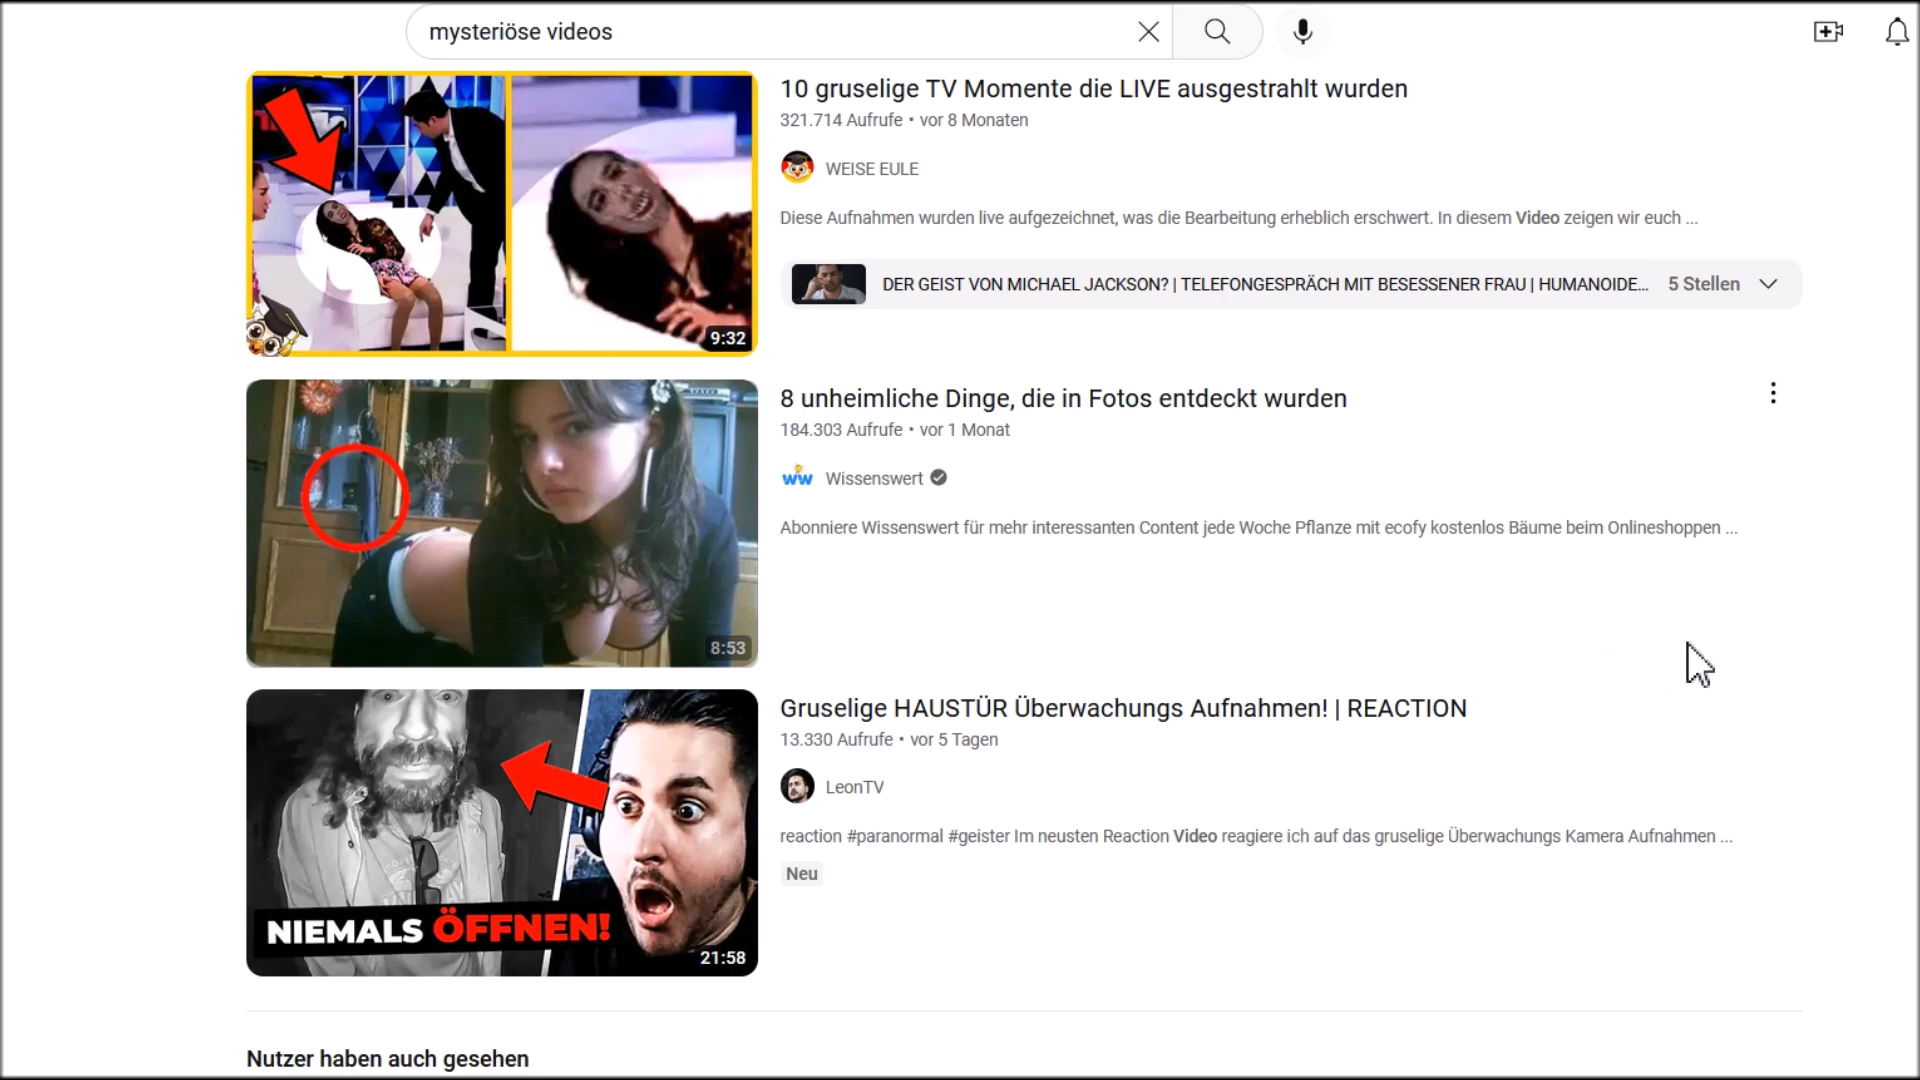 mysteriöse videos
10 gruselige TV Momente die LIVE ausgestrahlt wurden
321.714 Aufrufe • vor 8 Monaten
WEISE EULE
Diese Aufnahmen wurden live aufgezeichnet, was die Bearbeitung erheblich erschwert. In diesem Video zeigen wir euch ...
DER GEIST VON MICHAEL JACKSON? | TELEFONGESPRÄCH MIT BESESSENER FRAU | HUMANOIDE... 5 Stellen
9:32
8 unheimliche Dinge, die in Fotos entdeckt wurden
184.303 Aufrufe • vor 1 Monat
ww Wissenswert
Abonniere Wissenswert für mehr interessanten Content jede Woche Pflanze mit ecofy kostenlos Bäume beim Onlineshoppen ...
8:53
Gruselige HAUSTÜR Überwachungs Aufnahmen! | REACTION
13.330 Aufrufe • vor 5 Tagen
LeonTV
reaction #paranormal #geister Im neusten Reaction Video reagiere ich auf das gruselige Überwachungs Kamera Aufnahmen ...
Neu
NIEMALS ÖFFNEN!
21:58
Nutzer haben auch gesehen